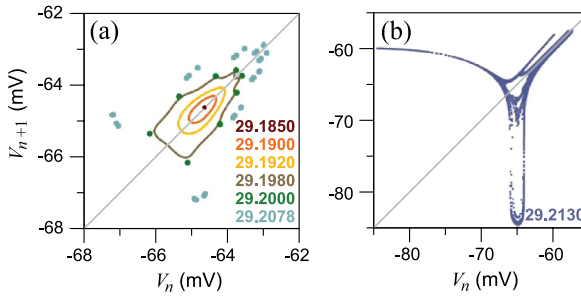 (a)
-62
-64
-66
-68
V_{n+1} (mV)
29.1850
29.1900
29.1920
29.1980
29.2000
29.2078
-68 -66 -64 -62
V_n (mV)
(b)
-60
-70
-80
29.2130
-80 -70 -60
V_n (mV)